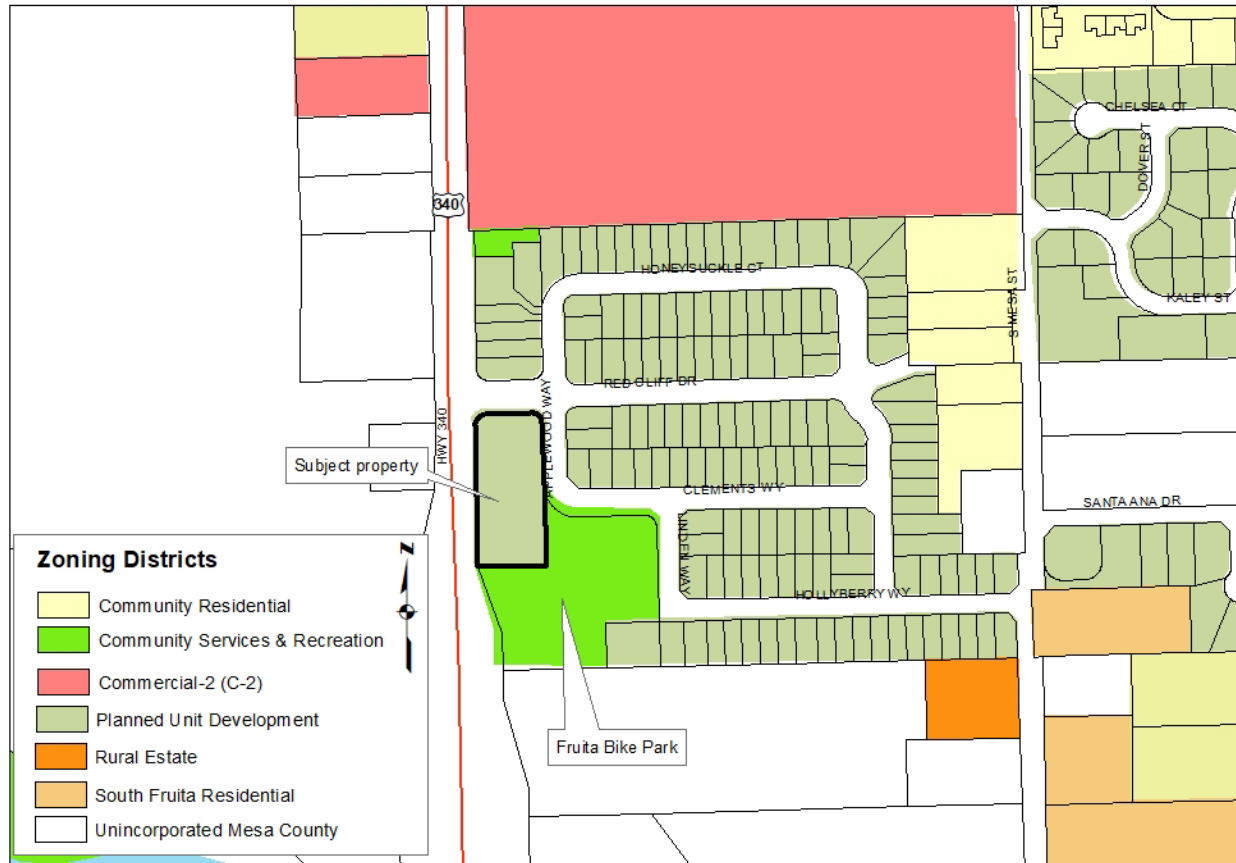 CHELSEA CT
DOVER ST
340
HONEYSUCKLE CT
S MESA ST
KALEY ST
RED CLIFF DR
APPLEWOOD WAY
HWY 340
Subject property
CLEMENTS WY
SANTA ANA DR
LINDEN WAY
HOLLYBERRY WY
Fruita Bike Park
Zoning Districts
N
Community Residential
Community Services & Recreation
Commercial-2 (C-2)
Planned Unit Development
Rural Estate
South Fruita Residential
Unincorporated Mesa County